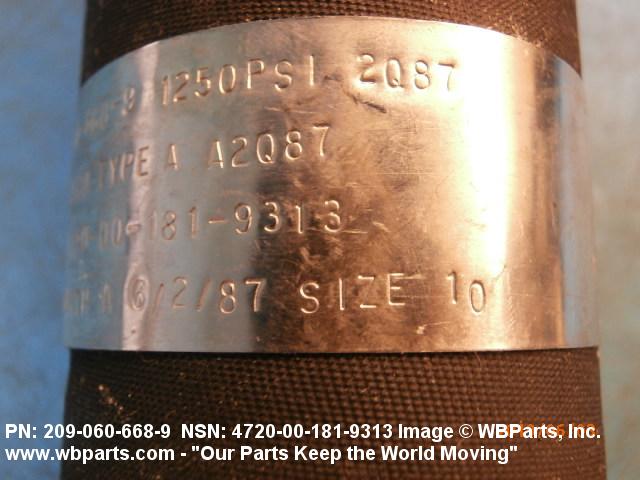 1250PSI 2Q87
TYPE A A2Q87
-00-181-9313
6/2/87 SIZE 10
PN: 209-060-668-9 NSN: 4720-00-181-9313 Image © WBParts, Inc.
www.wbparts.com - "Our Parts Keep the World Moving"